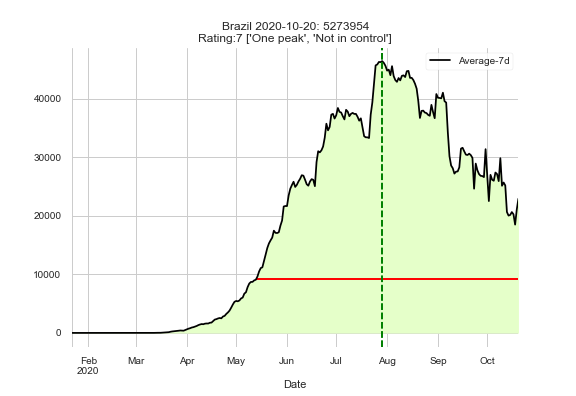 Brazil 2020-10-20: 5273954
Rating:7 ['One peak', 'Not in control']
Average-7d
40000
30000
20000
10000
0
Feb Mar Apr May Jun Jul Aug Sep Oct
2020
Date